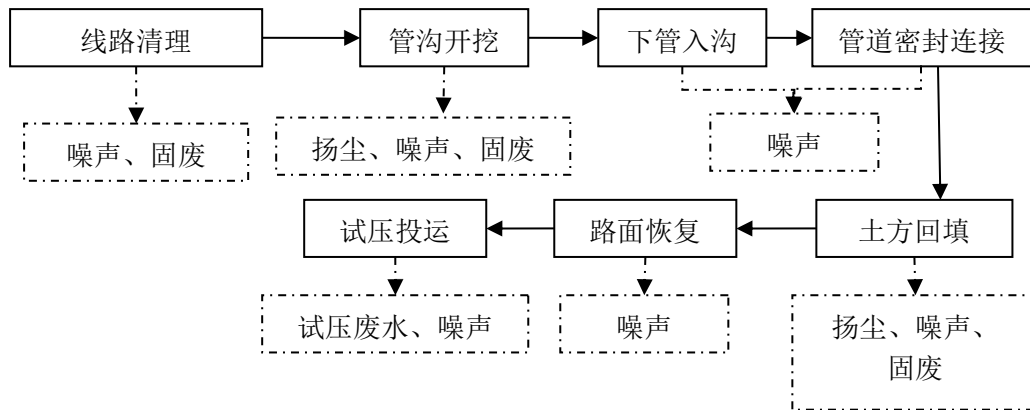 线路清理
管沟开挖
下管入沟
管道密封连接
噪声、固废
扬尘、噪声、固废
噪声
试压投运
路面恢复
土方回填
试压废水、噪声
噪声
扬尘、噪声、
固废